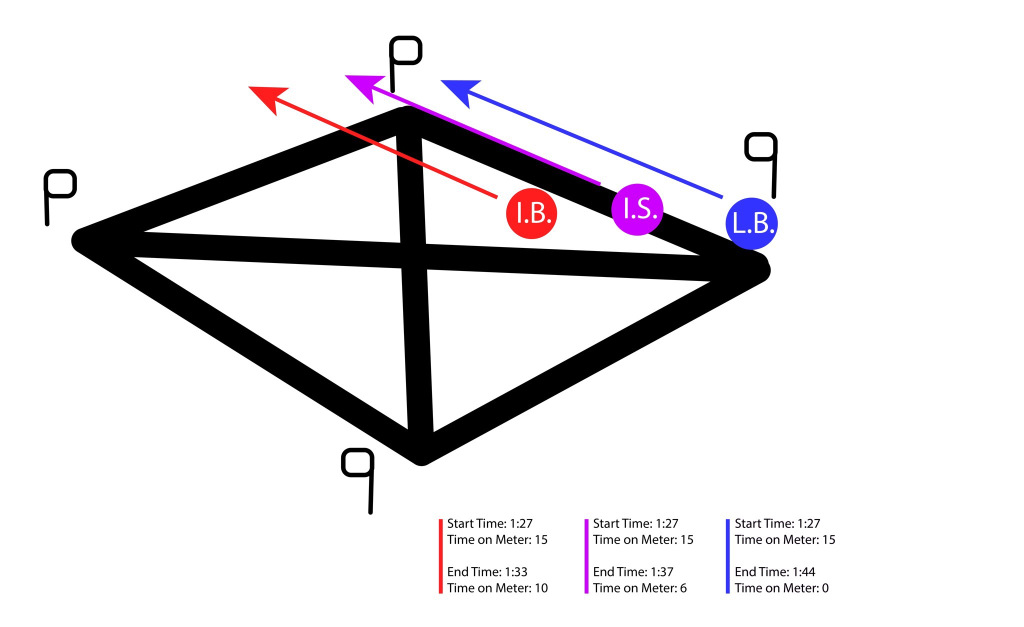 I.B.
I.S.
L.B.
Start Time: 1:27
Time on Meter: 15
End Time: 1:33
Time on Meter: 10
Start Time: 1:27
Time on Meter: 15
End Time: 1:37
Time on Meter: 6
Start Time: 1:27
Time on Meter: 15
End Time: 1:44
Time on Meter: 0